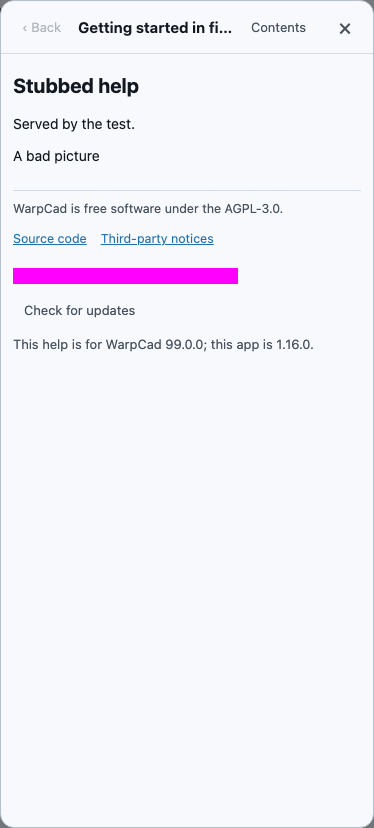 ‹ Back Getting started in fi... Contents ×
Stubbed help
Served by the test.
A bad picture
WarpCad is free software under the AGPL-3.0.
Source code Third-party notices
Check for updates
This help is for WarpCad 99.0.0; this app is 1.16.0.